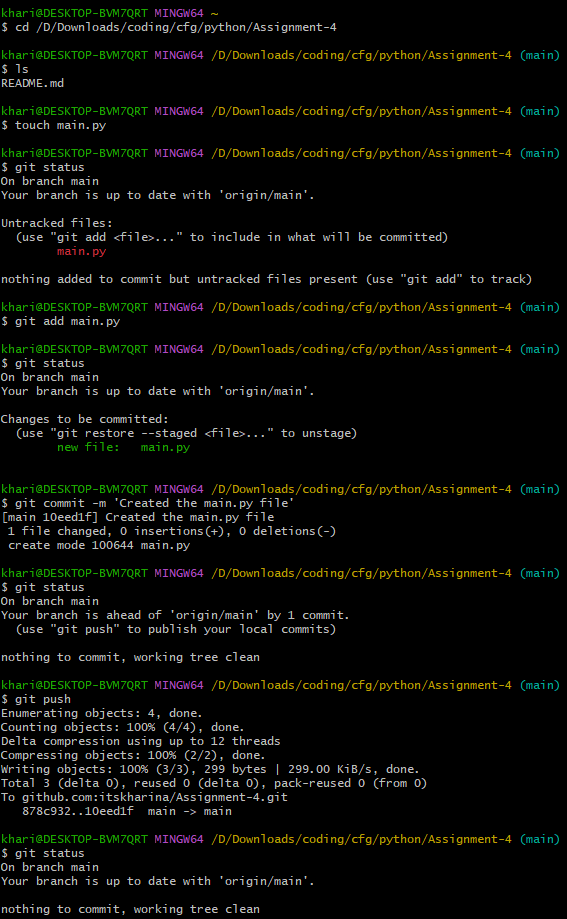 khari@DESKTOP-BVM7QRT MINGW64 ~
$ cd /D/Downloads/coding/cfg/python/Assignment-4

khari@DESKTOP-BVM7QRT MINGW64 /D/Downloads/coding/cfg/python/Assignment-4 (main)
$ ls
README.md

khari@DESKTOP-BVM7QRT MINGW64 /D/Downloads/coding/cfg/python/Assignment-4 (main)
$ touch main.py

khari@DESKTOP-BVM7QRT MINGW64 /D/Downloads/coding/cfg/python/Assignment-4 (main)
$ git status
On branch main
Your branch is up to date with 'origin/main'.

Untracked files:
  (use "git add <file>..." to include in what will be committed)
        main.py

nothing added to commit but untracked files present (use "git add" to track)

khari@DESKTOP-BVM7QRT MINGW64 /D/Downloads/coding/cfg/python/Assignment-4 (main)
$ git add main.py

khari@DESKTOP-BVM7QRT MINGW64 /D/Downloads/coding/cfg/python/Assignment-4 (main)
$ git status
On branch main
Your branch is up to date with 'origin/main'.

Changes to be committed:
  (use "git restore --staged <file>..." to unstage)
        new file:   main.py


khari@DESKTOP-BVM7QRT MINGW64 /D/Downloads/coding/cfg/python/Assignment-4 (main)
$ git commit -m 'Created the main.py file'
[main 10eed1f] Created the main.py file
 1 file changed, 0 insertions(+), 0 deletions(-)
 create mode 100644 main.py

khari@DESKTOP-BVM7QRT MINGW64 /D/Downloads/coding/cfg/python/Assignment-4 (main)
$ git status
On branch main
Your branch is ahead of 'origin/main' by 1 commit.
  (use "git push" to publish your local commits)

nothing to commit, working tree clean

khari@DESKTOP-BVM7QRT MINGW64 /D/Downloads/coding/cfg/python/Assignment-4 (main)
$ git push
Enumerating objects: 4, done.
Counting objects: 100% (4/4), done.
Delta compression using up to 12 threads
Compressing objects: 100% (2/2), done.
Writing objects: 100% (3/3), 299 bytes | 299.00 KiB/s, done.
Total 3 (delta 0), reused 0 (delta 0), pack-reused 0 (from 0)
To github.com:itskharina/Assignment-4.git
   878c932..10eed1f  main -> main

khari@DESKTOP-BVM7QRT MINGW64 /D/Downloads/coding/cfg/python/Assignment-4 (main)
$ git status
On branch main
Your branch is up to date with 'origin/main'.

nothing to commit, working tree clean